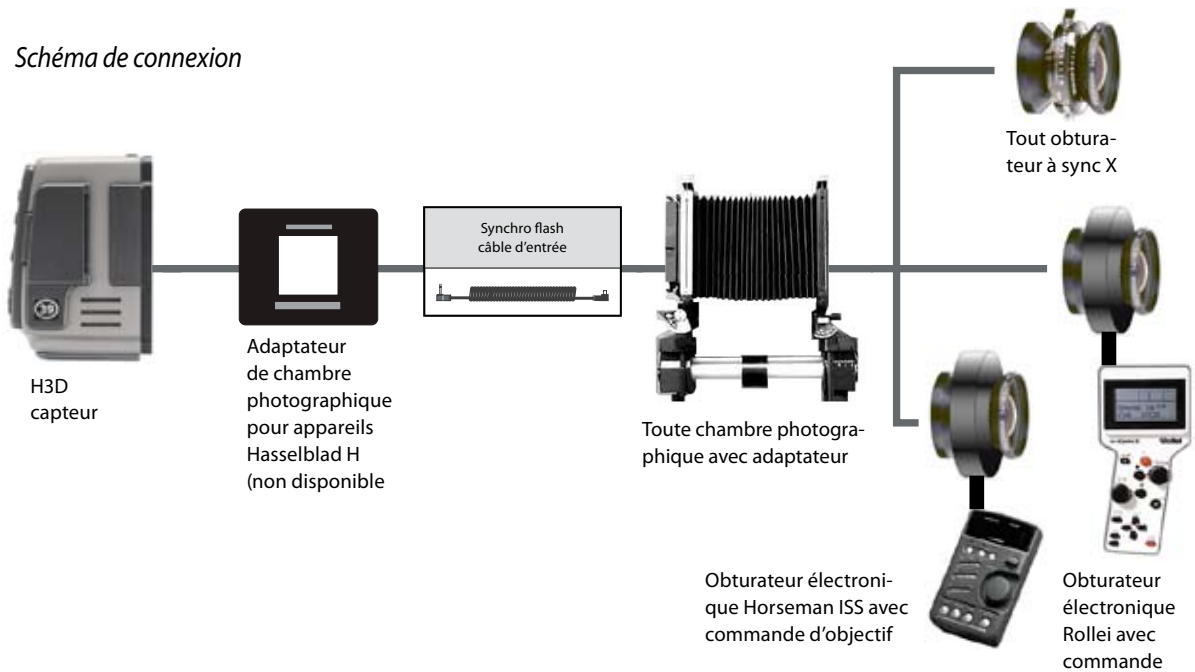 Schéma de connexion
Tout obtura-
teur à sync X
Synchro flash
câble d'entrée
39
H3D
capteur
Adaptateur
de chambre
photographique
pour appareils
Hasselblad H
(non disponible
Toute chambre photogra-
phique avec adaptateur
Rollei
Obturateur électroni-
que Horseman ISS avec
commande d'objectif
Obturateur
électronique
Rollei avec
commande